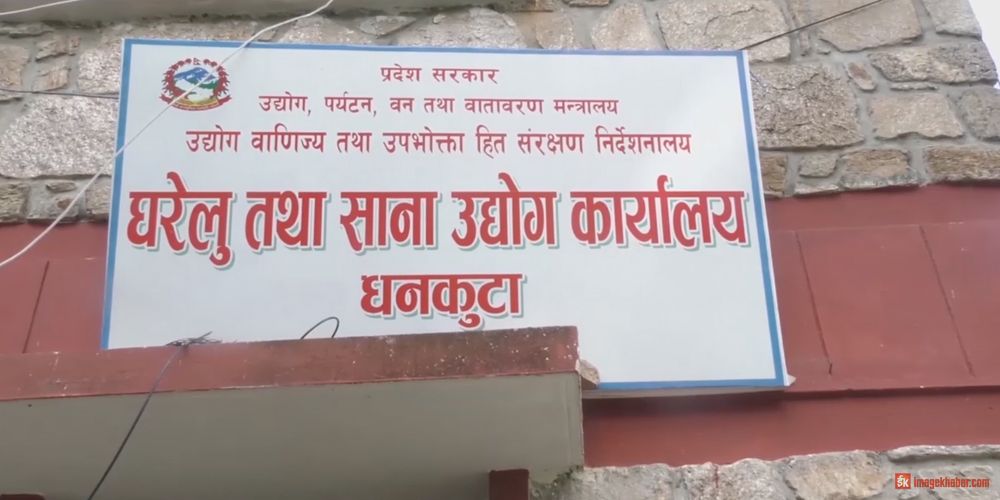 प्रदेश सरकार
उद्योग, पर्यटन, वन तथा वातावरण मन्त्रालय
उद्योग वाणिज्य तथा उपभोक्ता हित संरक्षण निर्देशनालय
घरेलु तथा साना उद्योग कार्यालय
धनकुटा
SK imagekhabar.com